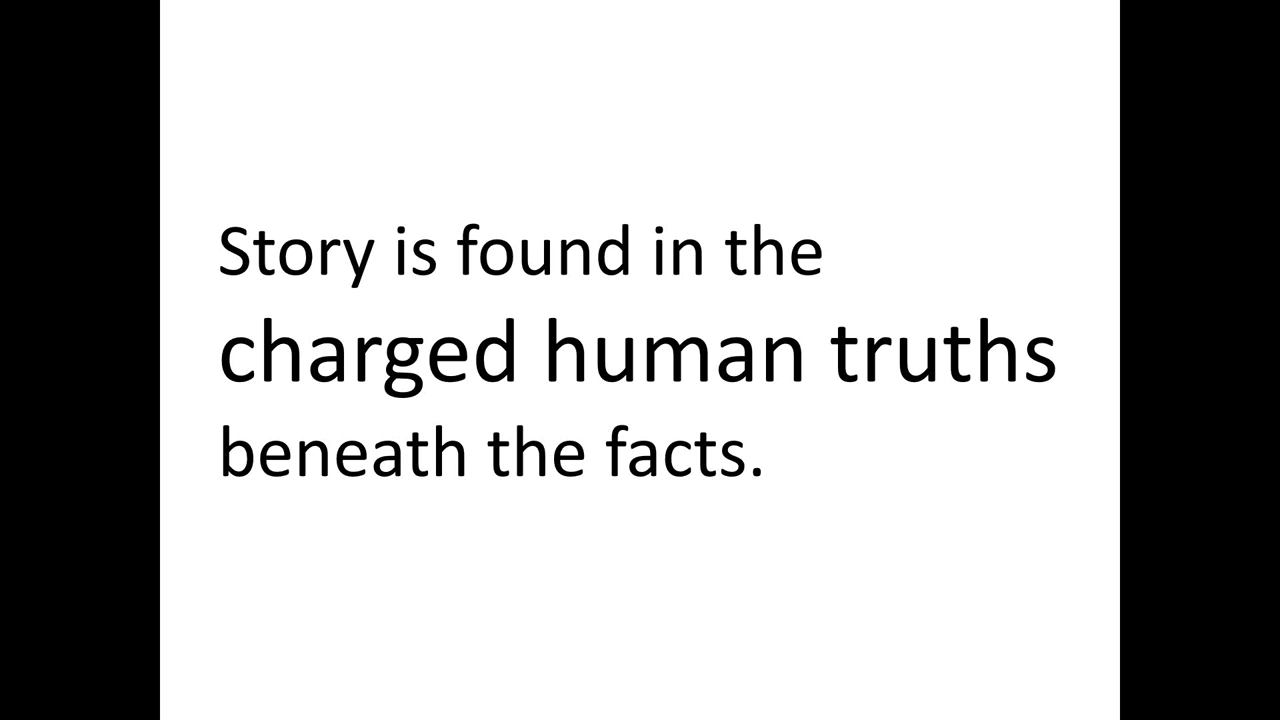 Story is found in the
charged human truths
beneath the facts.